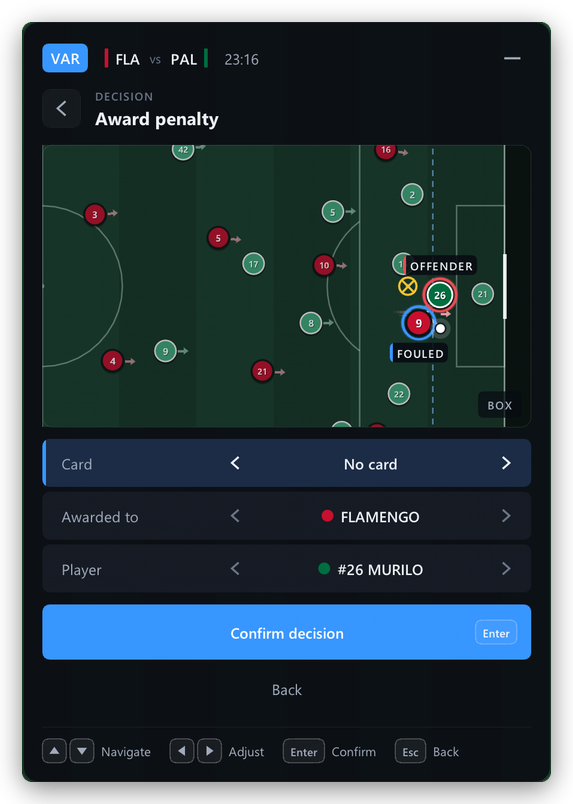 VAR FLA vs PAL 23:16
DECISION
Award penalty
42
16
2
3
5
5
17
10
OFFENDER
26
21
8
9
FOULED
9
4
21
22
BOX
Card No card
Awarded to FLAMENGO
Player #26 MURILO
Confirm decision Enter
Back
Navigate Adjust Enter Confirm Esc Back